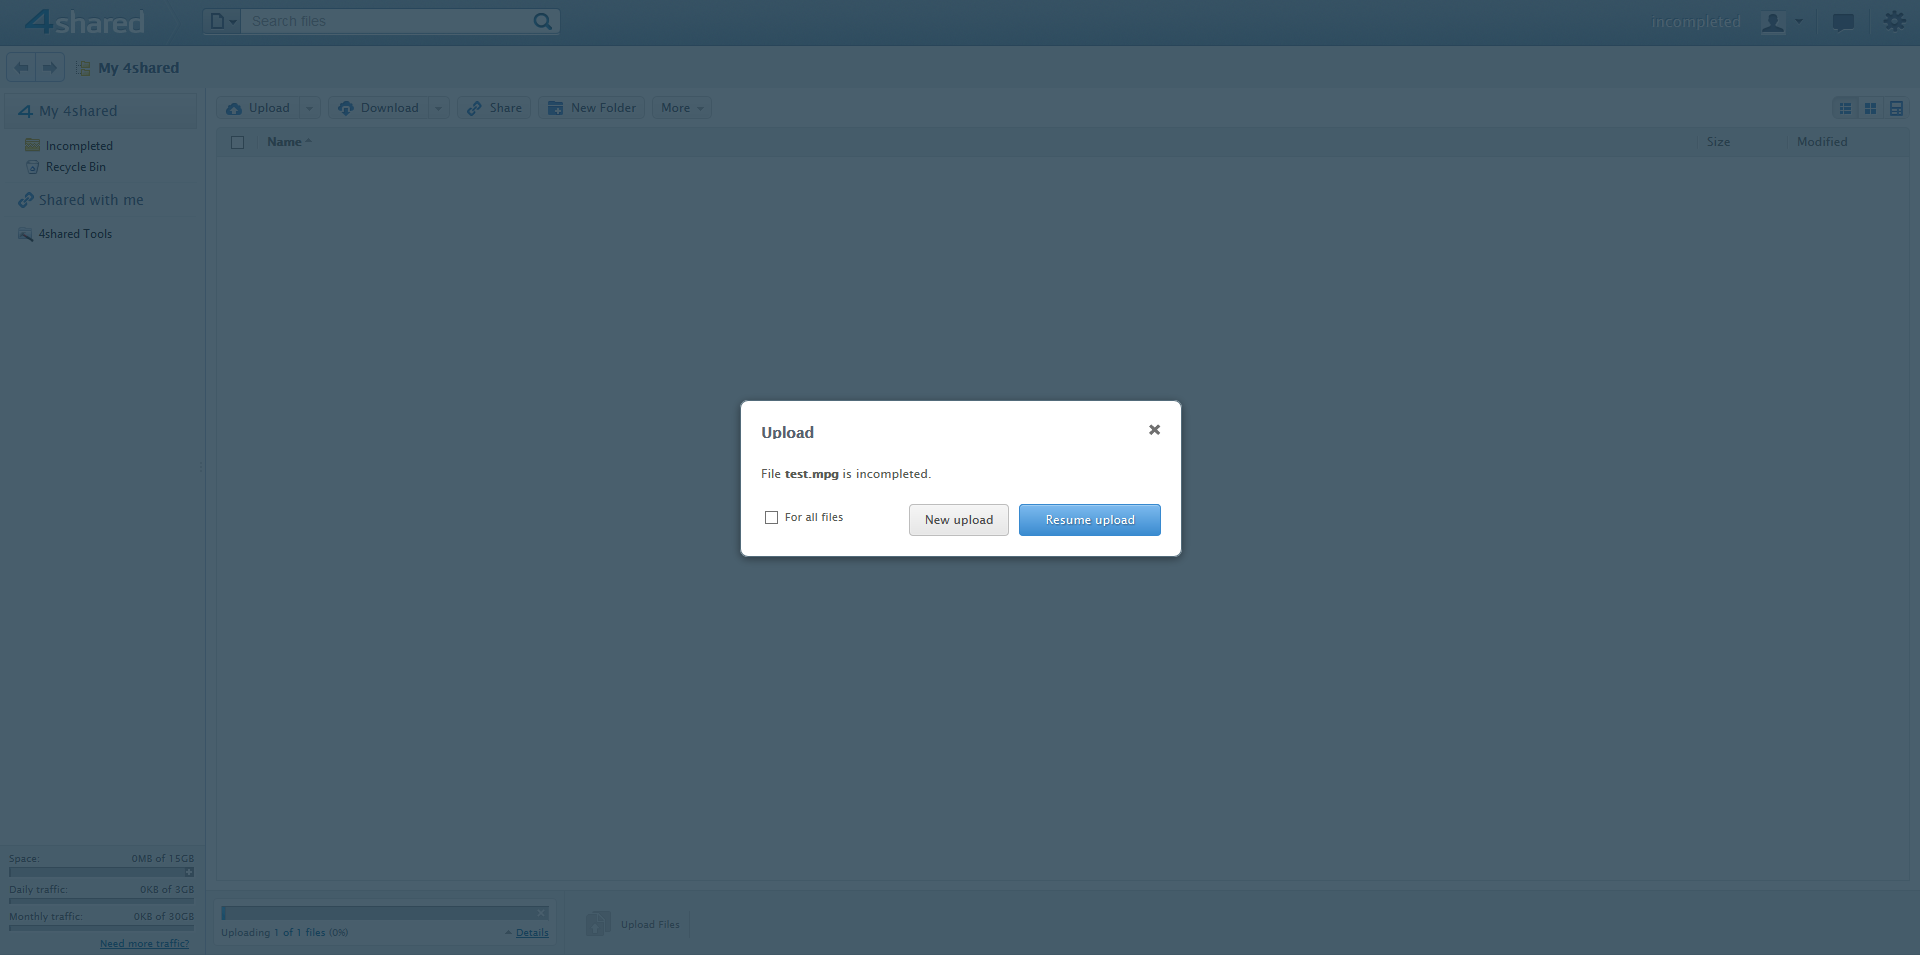 4shared
Search files
incompleted
My 4shared
My 4shared
Incompleted
Recycle Bin
Shared with me
4shared Tools
Upload
Download
Share
New Folder
More
Name
Size
Modified
Upload
File test.mpg is incompleted.
For all files
New upload
Resume upload
Space: 0MB of 15GB
Daily traffic: 0KB of 3GB
Monthly traffic: 0KB of 30GB
Need more traffic?
Uploading 1 of 1 files (0%)
Details
Upload Files